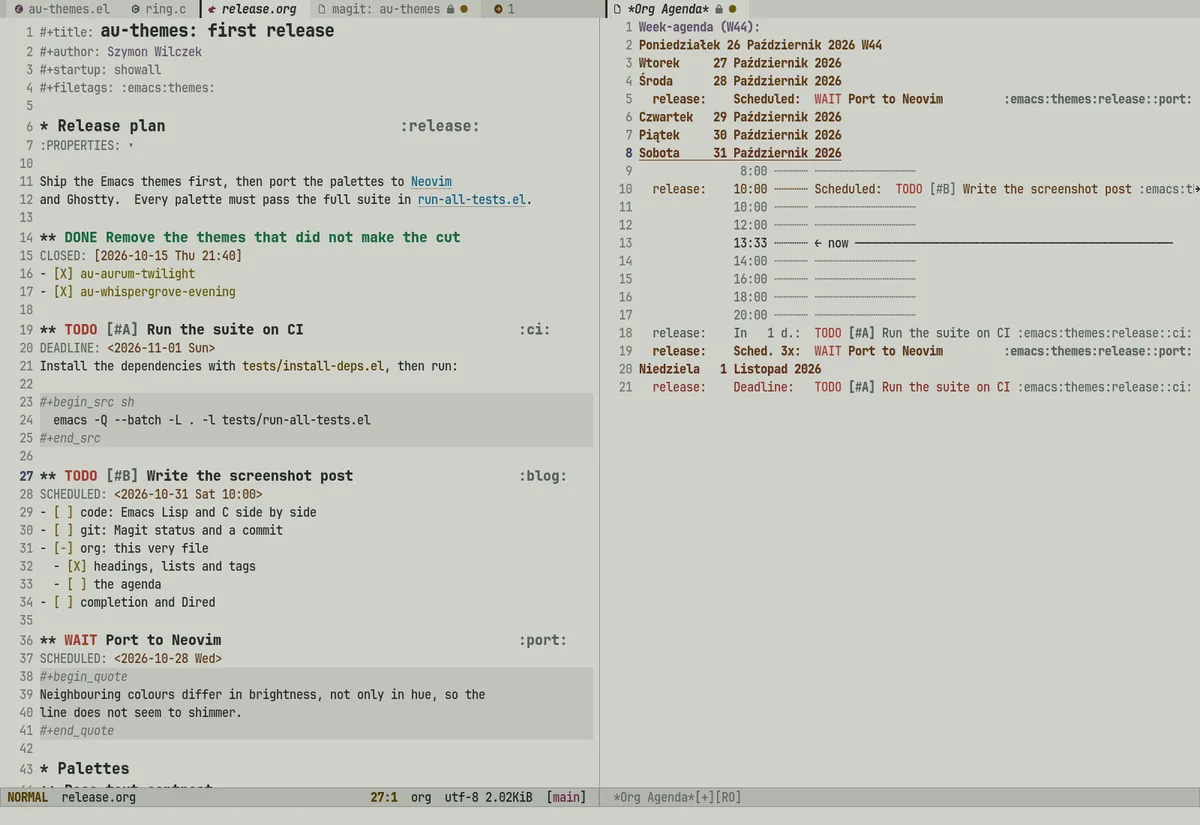 au-themes.el ring.c release.org magit: au-themes 1
1 #+title: au-themes: first release
2 #+author: Szymon Wilczek
3 #+startup: showall
4 #+filetags: :emacs:themes:
5
6 * Release plan :release:
7 :PROPERTIES: ▾
10
11 Ship the Emacs themes first, then port the palettes to Neovim
12 and Ghostty.  Every palette must pass the full suite in run-all-tests.el.
13
14 ** DONE Remove the themes that did not make the cut
15 CLOSED: [2026-10-15 Thu 21:40]
16 - [X] au-aurum-twilight
17 - [X] au-whispergrove-evening
18
19 ** TODO [#A] Run the suite on CI :ci:
20 DEADLINE: <2026-11-01 Sun>
21 Install the dependencies with tests/install-deps.el, then run:
22
23 #+begin_src sh
24   emacs -Q --batch -L . -l tests/run-all-tests.el
25 #+end_src
26
27 ** TODO [#B] Write the screenshot post :blog:
28 SCHEDULED: <2026-10-31 Sat 10:00>
29 - [ ] code: Emacs Lisp and C side by side
30 - [ ] git: Magit status and a commit
31 - [-] org: this very file
32   - [X] headings, lists and tags
33   - [ ] the agenda
34 - [ ] completion and Dired
35
36 ** WAIT Port to Neovim :port:
37 SCHEDULED: <2026-10-28 Wed>
38 #+begin_quote
39 Neighbouring colours differ in brightness, not only in hue, so the
40 line does not seem to shimmer.
41 #+end_quote
42
43 * Palettes
NORMAL release.org 27:1 org utf-8 2.02KiB [main]
*Org Agenda*
1 Week-agenda (W44):
2 Poniedziałek 26 Październik 2026 W44
3 Wtorek 27 Październik 2026
4 Środa 28 Październik 2026
5 release: Scheduled: WAIT Port to Neovim :emacs:themes:release::port:
6 Czwartek 29 Październik 2026
7 Piątek 30 Październik 2026
8 Sobota 31 Październik 2026
9 8:00
10 release: 10:00 Scheduled: TODO [#B] Write the screenshot post :emacs:t
11 10:00
12 12:00
13 13:33 ← now
14 14:00
15 16:00
16 18:00
17 20:00
18 release: In 1 d.: TODO [#A] Run the suite on CI :emacs:themes:release::ci:
19 release: Sched. 3x: WAIT Port to Neovim :emacs:themes:release::port:
20 Niedziela 1 Listopad 2026
21 release: Deadline: TODO [#A] Run the suite on CI :emacs:themes:release::ci:
*Org Agenda*[+][RO]